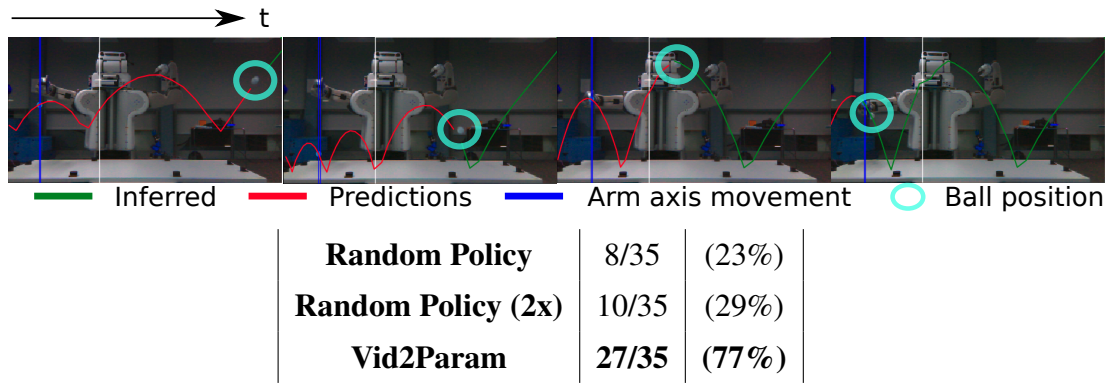 t
Inferred Predictions Arm axis movement Ball position
Random Policy 8/35 (23%)
Random Policy (2x) 10/35 (29%)
Vid2Param 27/35 (77%)